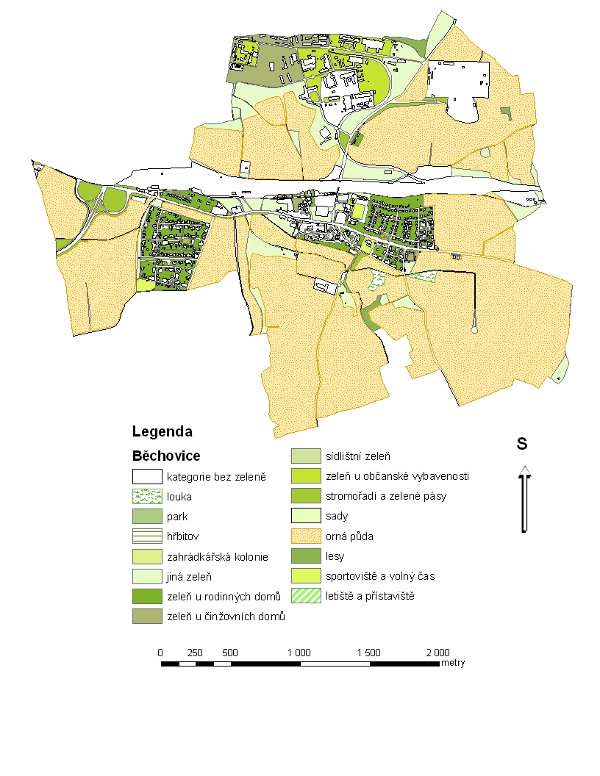 Legenda
Běchovice
kategorie bez zeleně
louka
park
hřbitov
zahrádkářská kolonie
jiná zeleň
zeleň u rodinných domů
zeleň u činžovních domů
sídlištní zeleň
zeleň u občanské vybavenosti
stromořadí a zelené pásy
sady
orná půda
lesy
sportoviště a volný čas
letiště a přístaviště
S
0 250 500 1 000 1 500 2 000
metry